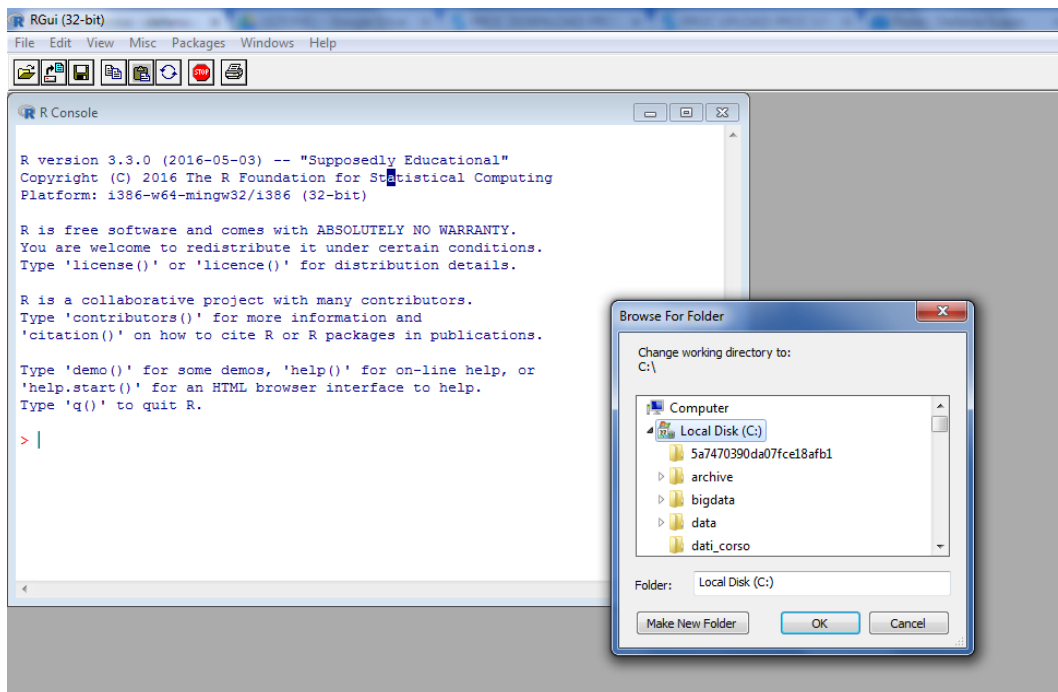 RGui (32-bit)
File Edit View Misc Packages Windows Help
STOP
R Console
R version 3.3.0 (2016-05-03) -- "Supposedly Educational"
Copyright (C) 2016 The R Foundation for Statistical Computing
Platform: i386-w64-mingw32/i386 (32-bit)
R is free software and comes with ABSOLUTELY NO WARRANTY.
You are welcome to redistribute it under certain conditions.
Type 'license()' or 'licence()' for distribution details.
R is a collaborative project with many contributors.
Type 'contributors()' for more information and
'citation()' on how to cite R or R packages in publications.
Type 'demo()' for some demos, 'help()' for on-line help, or
'help.start()' for an HTML browser interface to help.
Type 'q()' to quit R.
>
Browse For Folder
Change working directory to:
C:\
Computer
Local Disk (C:)
5a7470390da07fce18afb1
archive
bigdata
data
dati_corso
Folder: Local Disk (C:)
Make New Folder OK Cancel